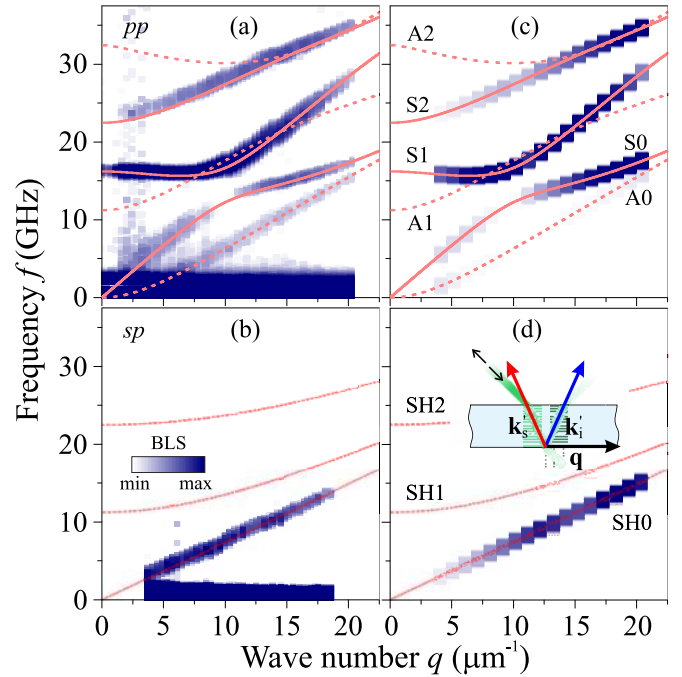 pp (a) (c)
30
20
10
0
A2
S2
S1
S0
A1
A0
Frequency f (GHz)
sp (b) (d)
30
20
10
0
BLS
min max
SH2
SH1
SH0
k's k'i
q
0 5 10 15 20
5 10 15 20
Wave number q (μm⁻¹)